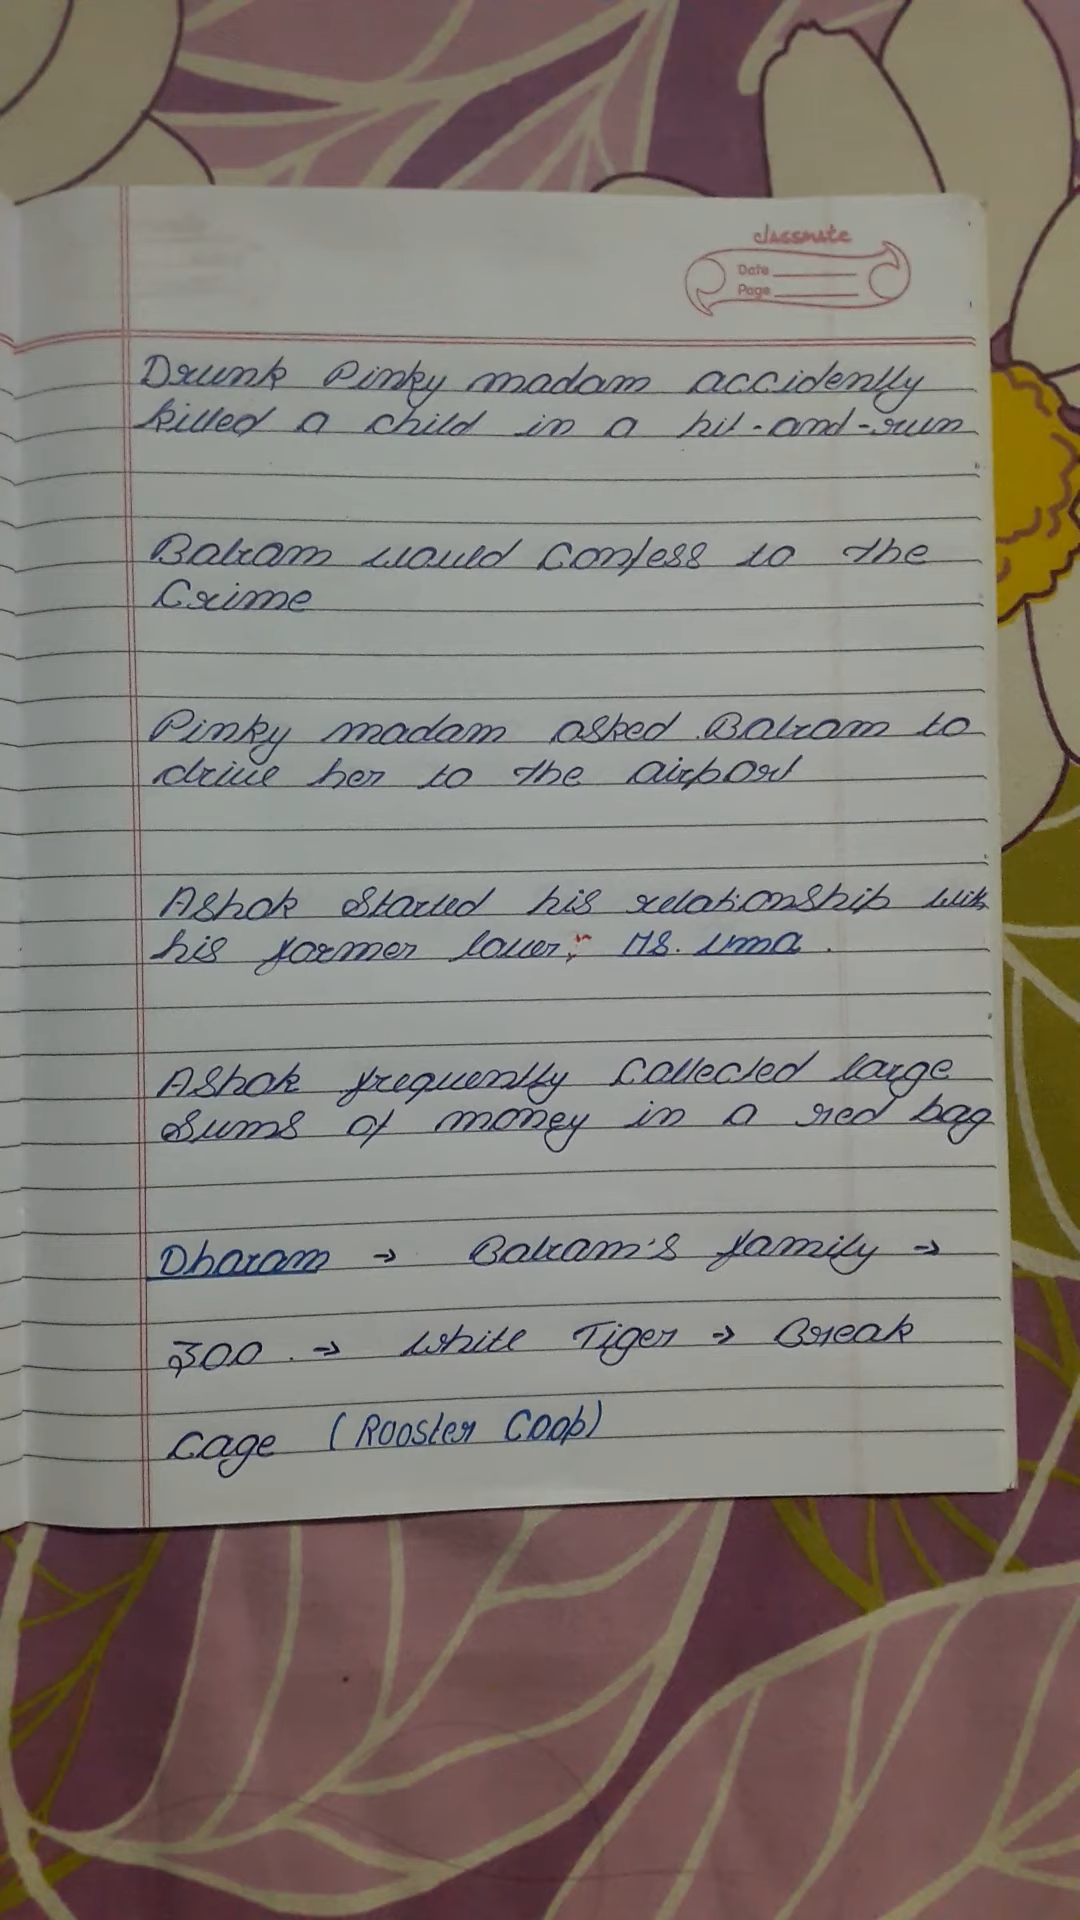 classmate
Date
Page
Drunk Pinky madam accidently
killed a child in a hit-and-run
Balram would confess to the
Crime
Pinky madam asked Balram to
drive her to the airport
Ashok started his relationship with
his former lover, Ms. Uma.
Ashok frequently collected large
sums of money in a red bag
Dharam → Balram's family →
300 → White Tiger → Break
Cage (Rooster Coop)